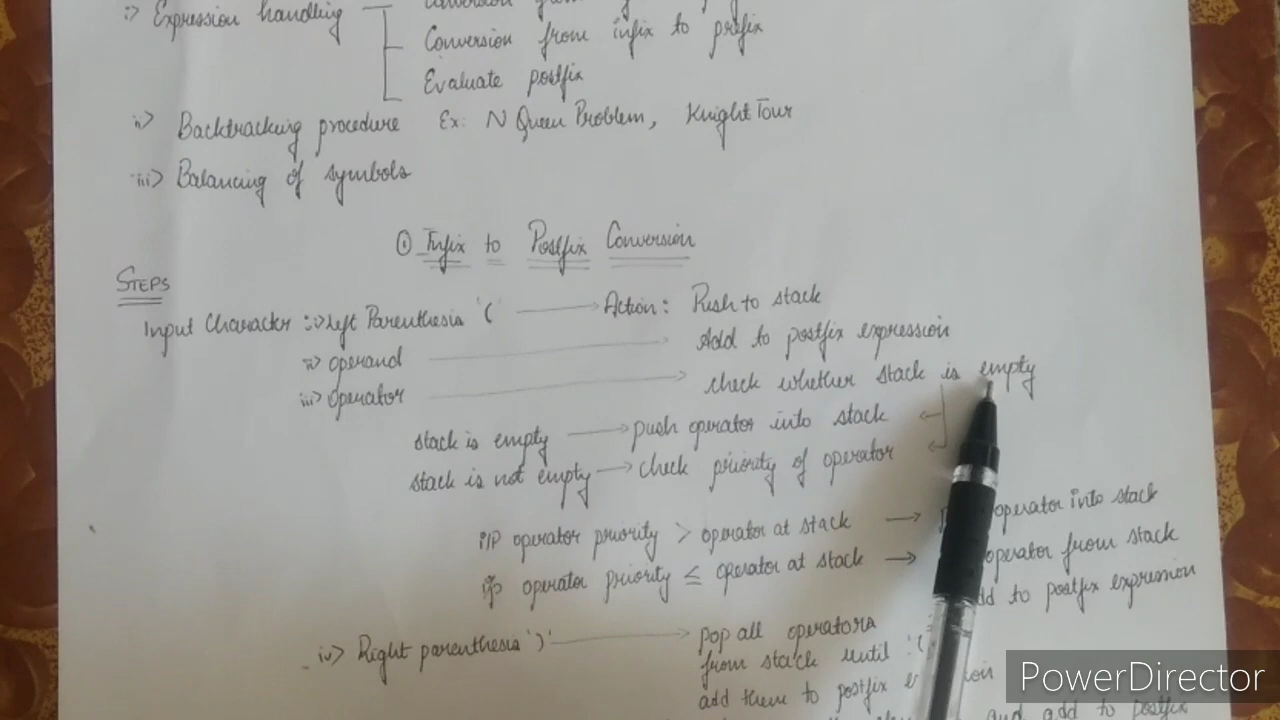 i> Expression handling
Conversion from infix to prefix
Evaluate postfix
ii> Backtracking procedure Ex: N Queen Problem, Knight Tour
iii> Balancing of symbols
① Infix to Postfix Conversion
STEPS
Input Character :i> Left Parenthesis '(' → Action: Push to stack
ii> operand → Add to postfix expression
iii> operator → check whether stack is empty
stack is empty → push operator into stack
stack is not empty → check priority of operator
i/p operator priority > operator at stack → operator into stack
i/p operator priority ≤ operator at stack → operator from stack
to postfix expression
iv> Right parenthesis ')' → pop all operators
from stack until '('
add them to postfix
and add to postfix
PowerDirector